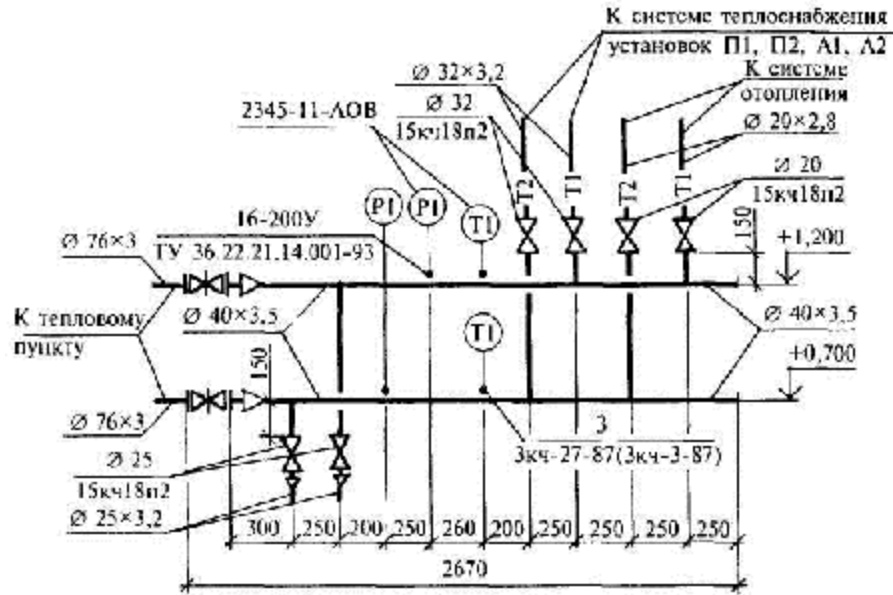 К системе теплоснабжения
установок П1, П2, А1, А2
К системе
отопления
Ø 32×3,2
Ø 32
15кч18п2
2345-11-АОВ
Ø 20×2,8
Ø 20
15кч18п2
Т2
Т1
Т2
Т1
P1
P1
T1
16-200У
ТУ 36.22.21.14.001-93
Ø 76×3
150
+1,200
К тепловому
пункту
Ø 40×3,5
T1
Ø 40×3,5
+0,700
150
Ø 76×3
3
3кч-27-87(3кч-3-87)
Ø 25
15кч18п2
Ø 25×3,2
300 250 200 250 260 200 250 250 250 250
2670